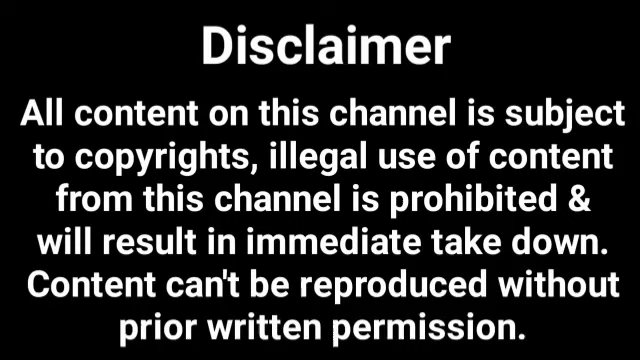 Disclaimer
All content on this channel is subject
to copyrights, illegal use of content
from this channel is prohibited &
will result in immediate take down.
Content can't be reproduced without
prior written permission.